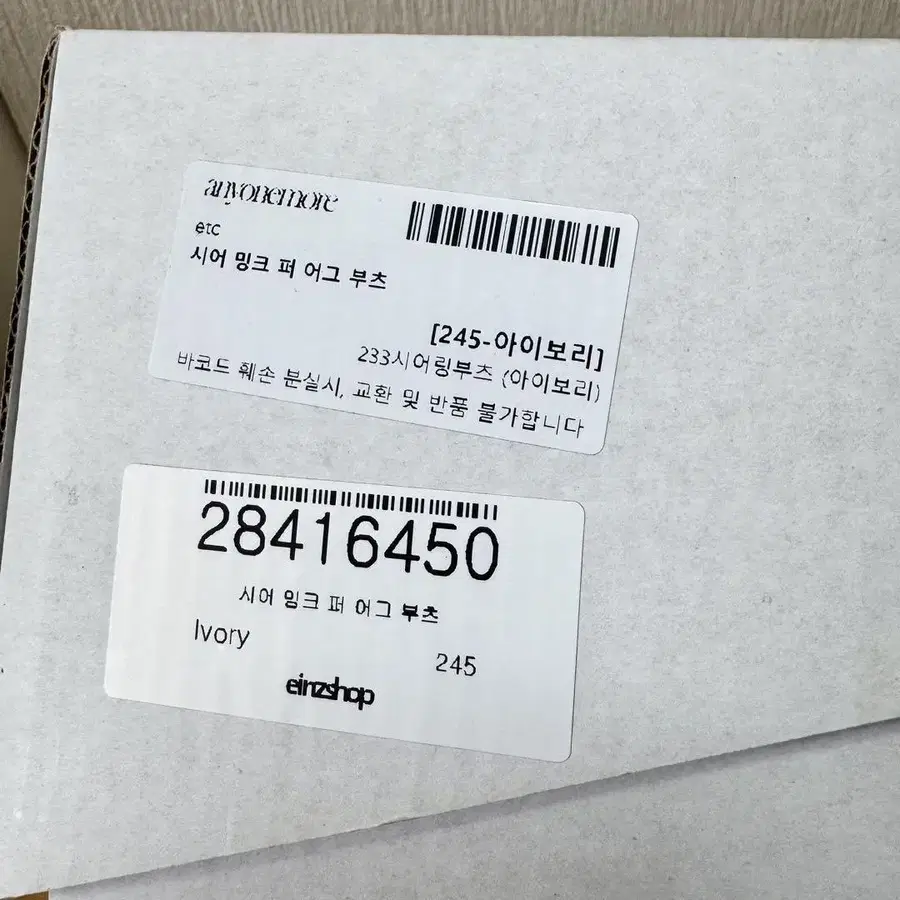 anyonemore
etc
시어 밍크 퍼 어그 부츠
[245-아이보리]
233시어링부츠 (아이보리)
바코드 훼손 분실시, 교환 및 반품 불가합니다
28416450
시어 밍크 퍼 어그 부츠
Ivory
245
einzshop